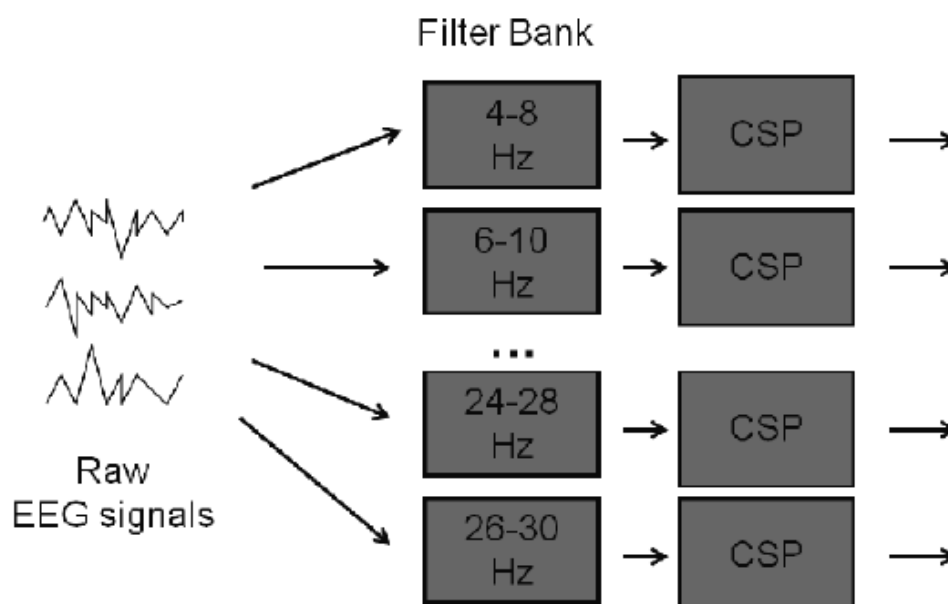 Filter Bank
4-8
Hz
CSP
6-10
Hz
CSP
...
24-28
Hz
CSP
26-30
Hz
CSP
Raw
EEG signals